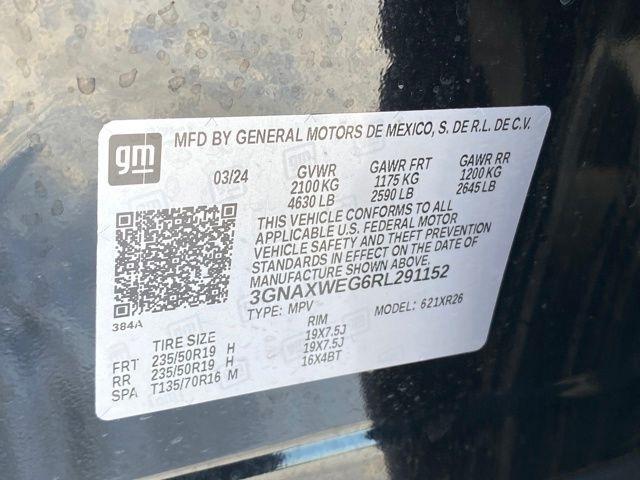 gm
MFD BY GENERAL MOTORS DE MEXICO, S. DE R.L. DE C.V.
03/24 GVWR GAWR FRT GAWR RR
2100 KG 1175 KG 1200 KG
4630 LB 2590 LB 2645 LB
THIS VEHICLE CONFORMS TO ALL
APPLICABLE U.S. FEDERAL MOTOR
VEHICLE SAFETY AND THEFT PREVENTION
STANDARDS IN EFFECT ON THE DATE OF
MANUFACTURE SHOWN ABOVE.
3GNAXWEG6RL291152
TYPE: MPV MODEL: 621XR26
384A
TIRE SIZE RIM
FRT 235/50R19 H 19X7.5J
RR 235/50R19 H 19X7.5J
SPA T135/70R16 M 16X4BT